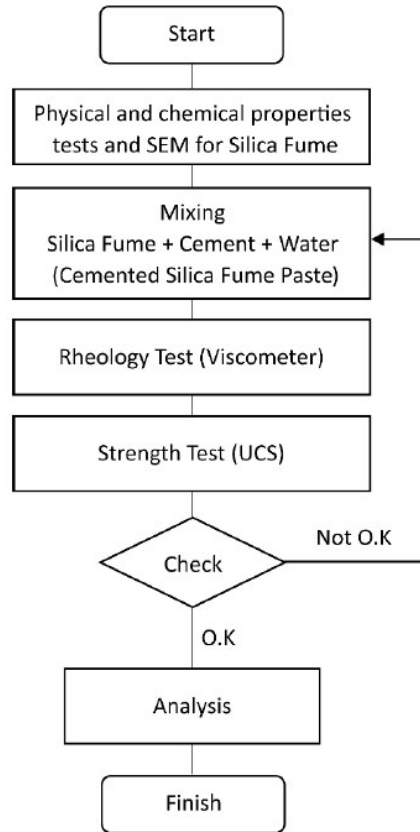 Start
Physical and chemical properties
tests and SEM for Silica Fume
Mixing
Silica Fume + Cement + Water
(Cemented Silica Fume Paste)
Rheology Test (Viscometer)
Strength Test (UCS)
Check
Not O.K
O.K
Analysis
Finish